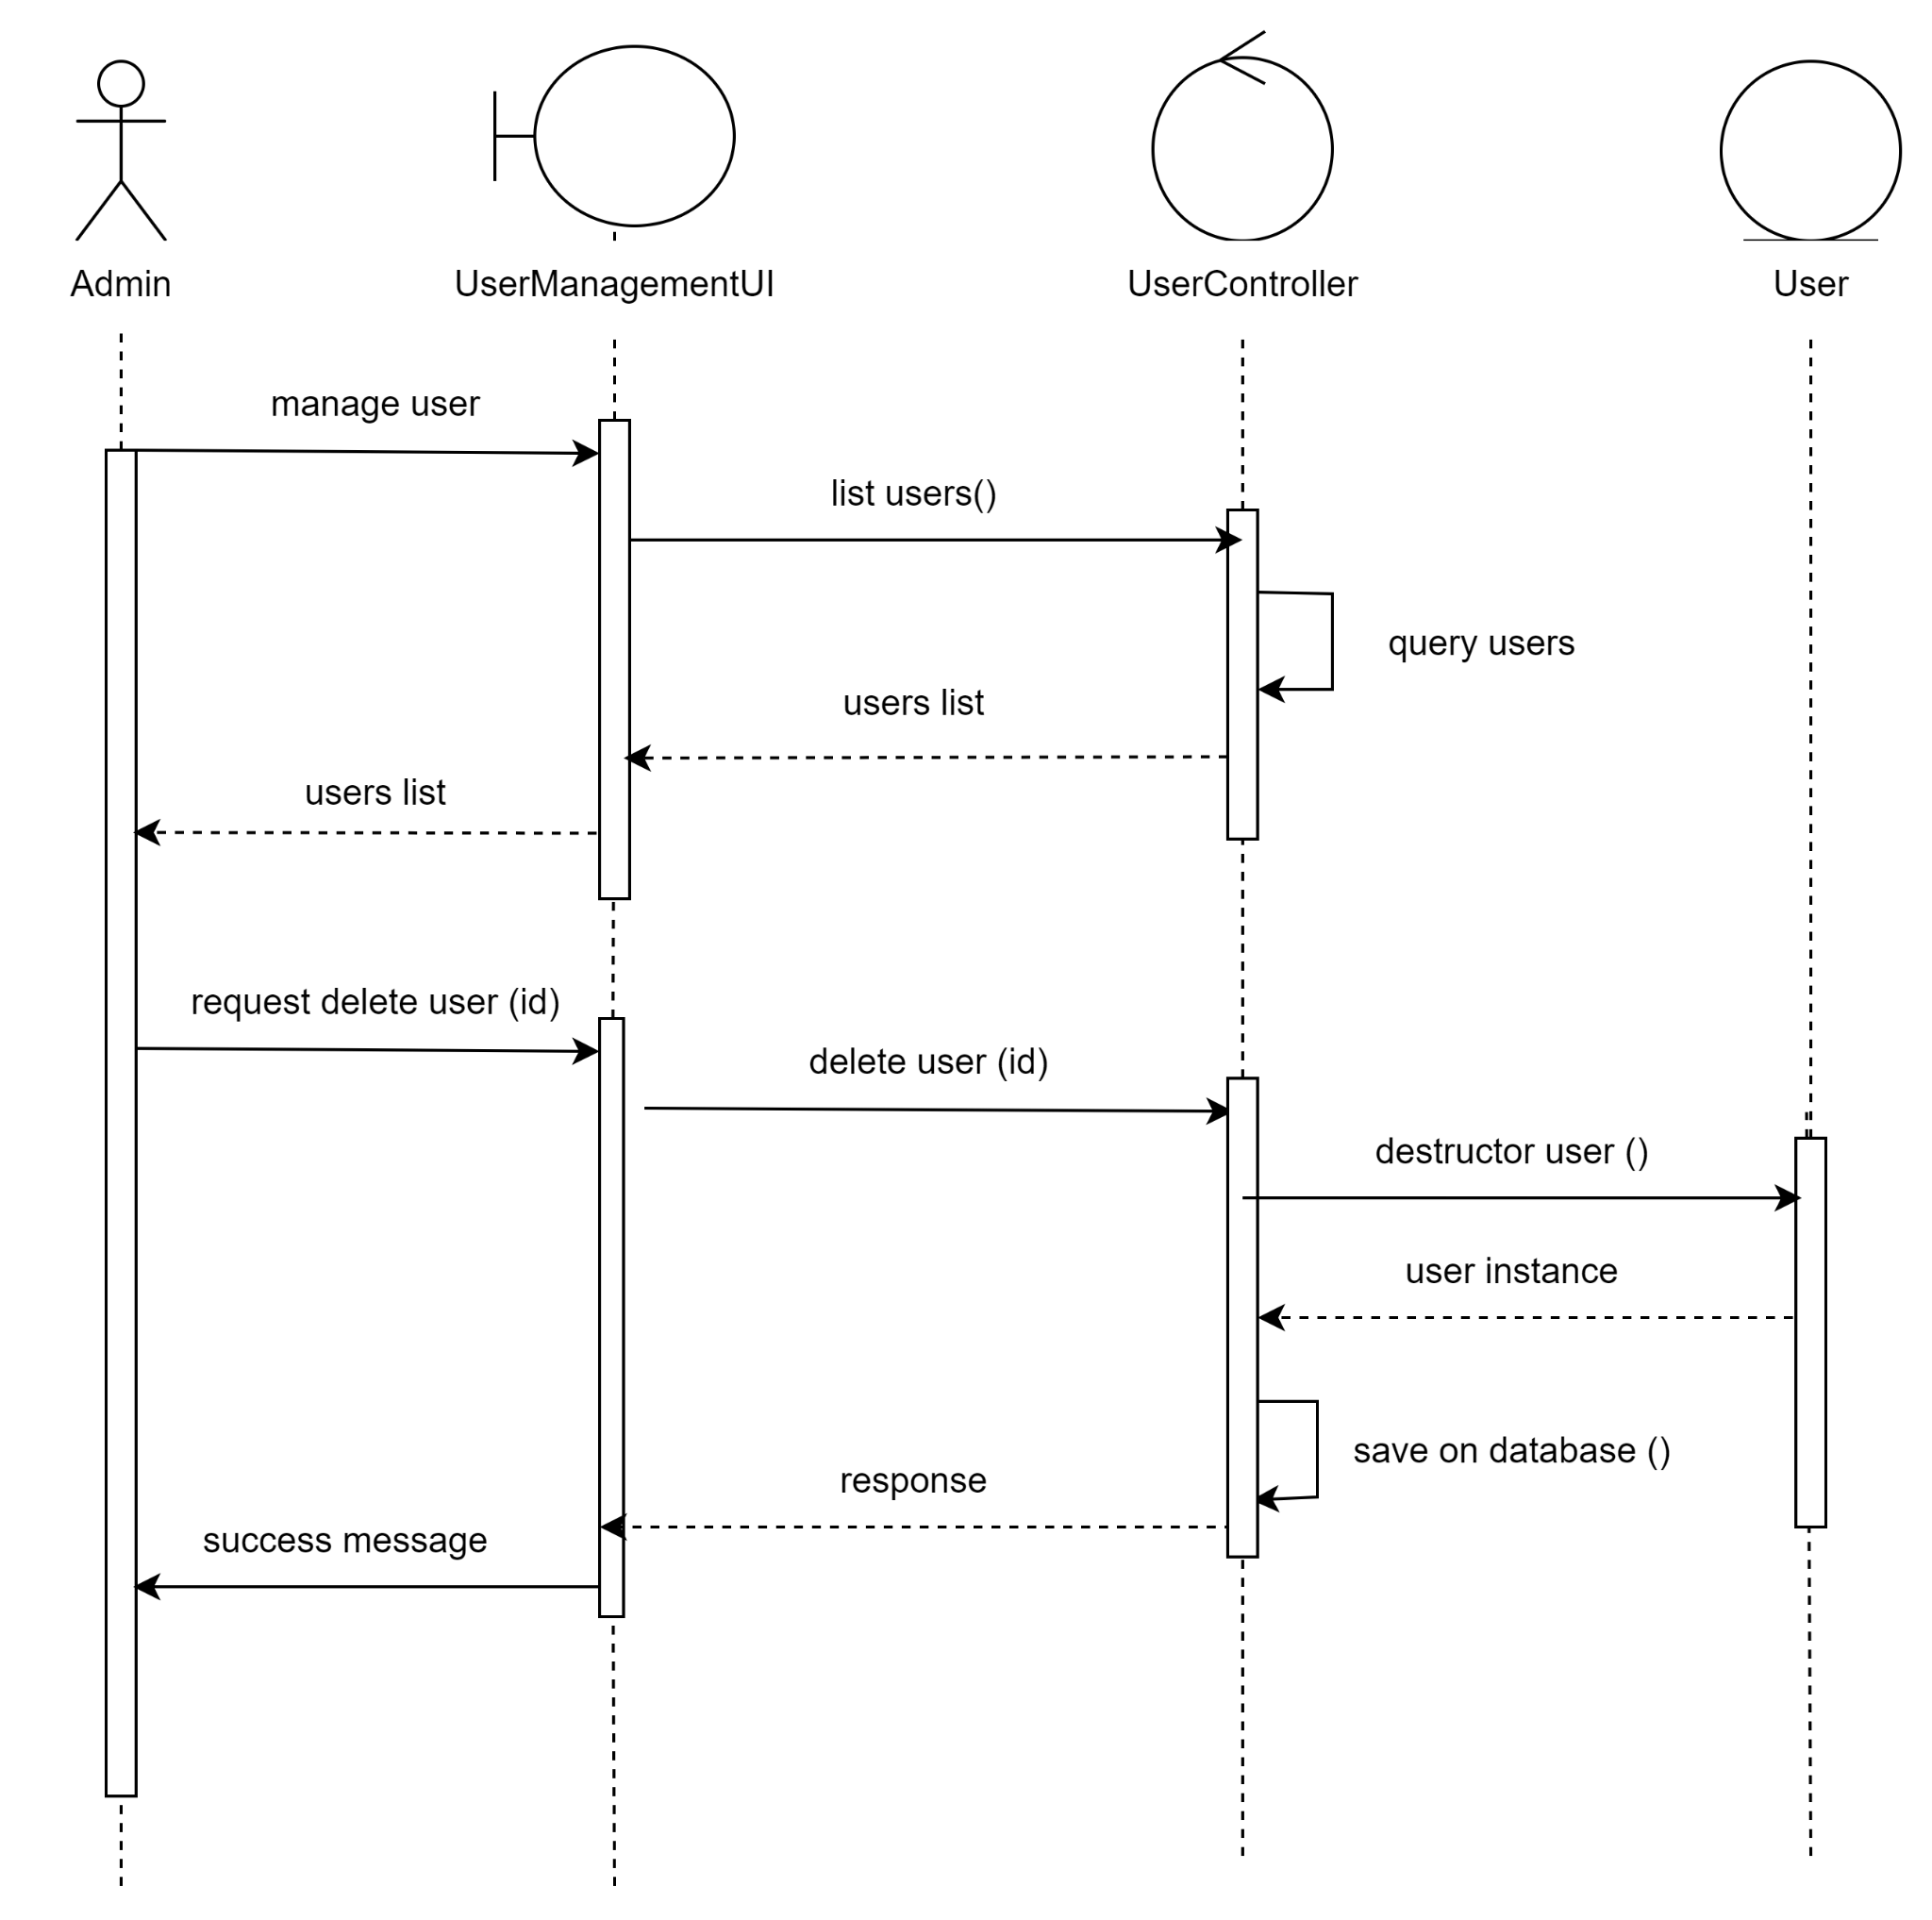 Admin
UserManagementUI
UserController
User
manage user
list users()
query users
users list
users list
request delete user (id)
delete user (id)
destructor user ()
user instance
save on database ()
response
success message